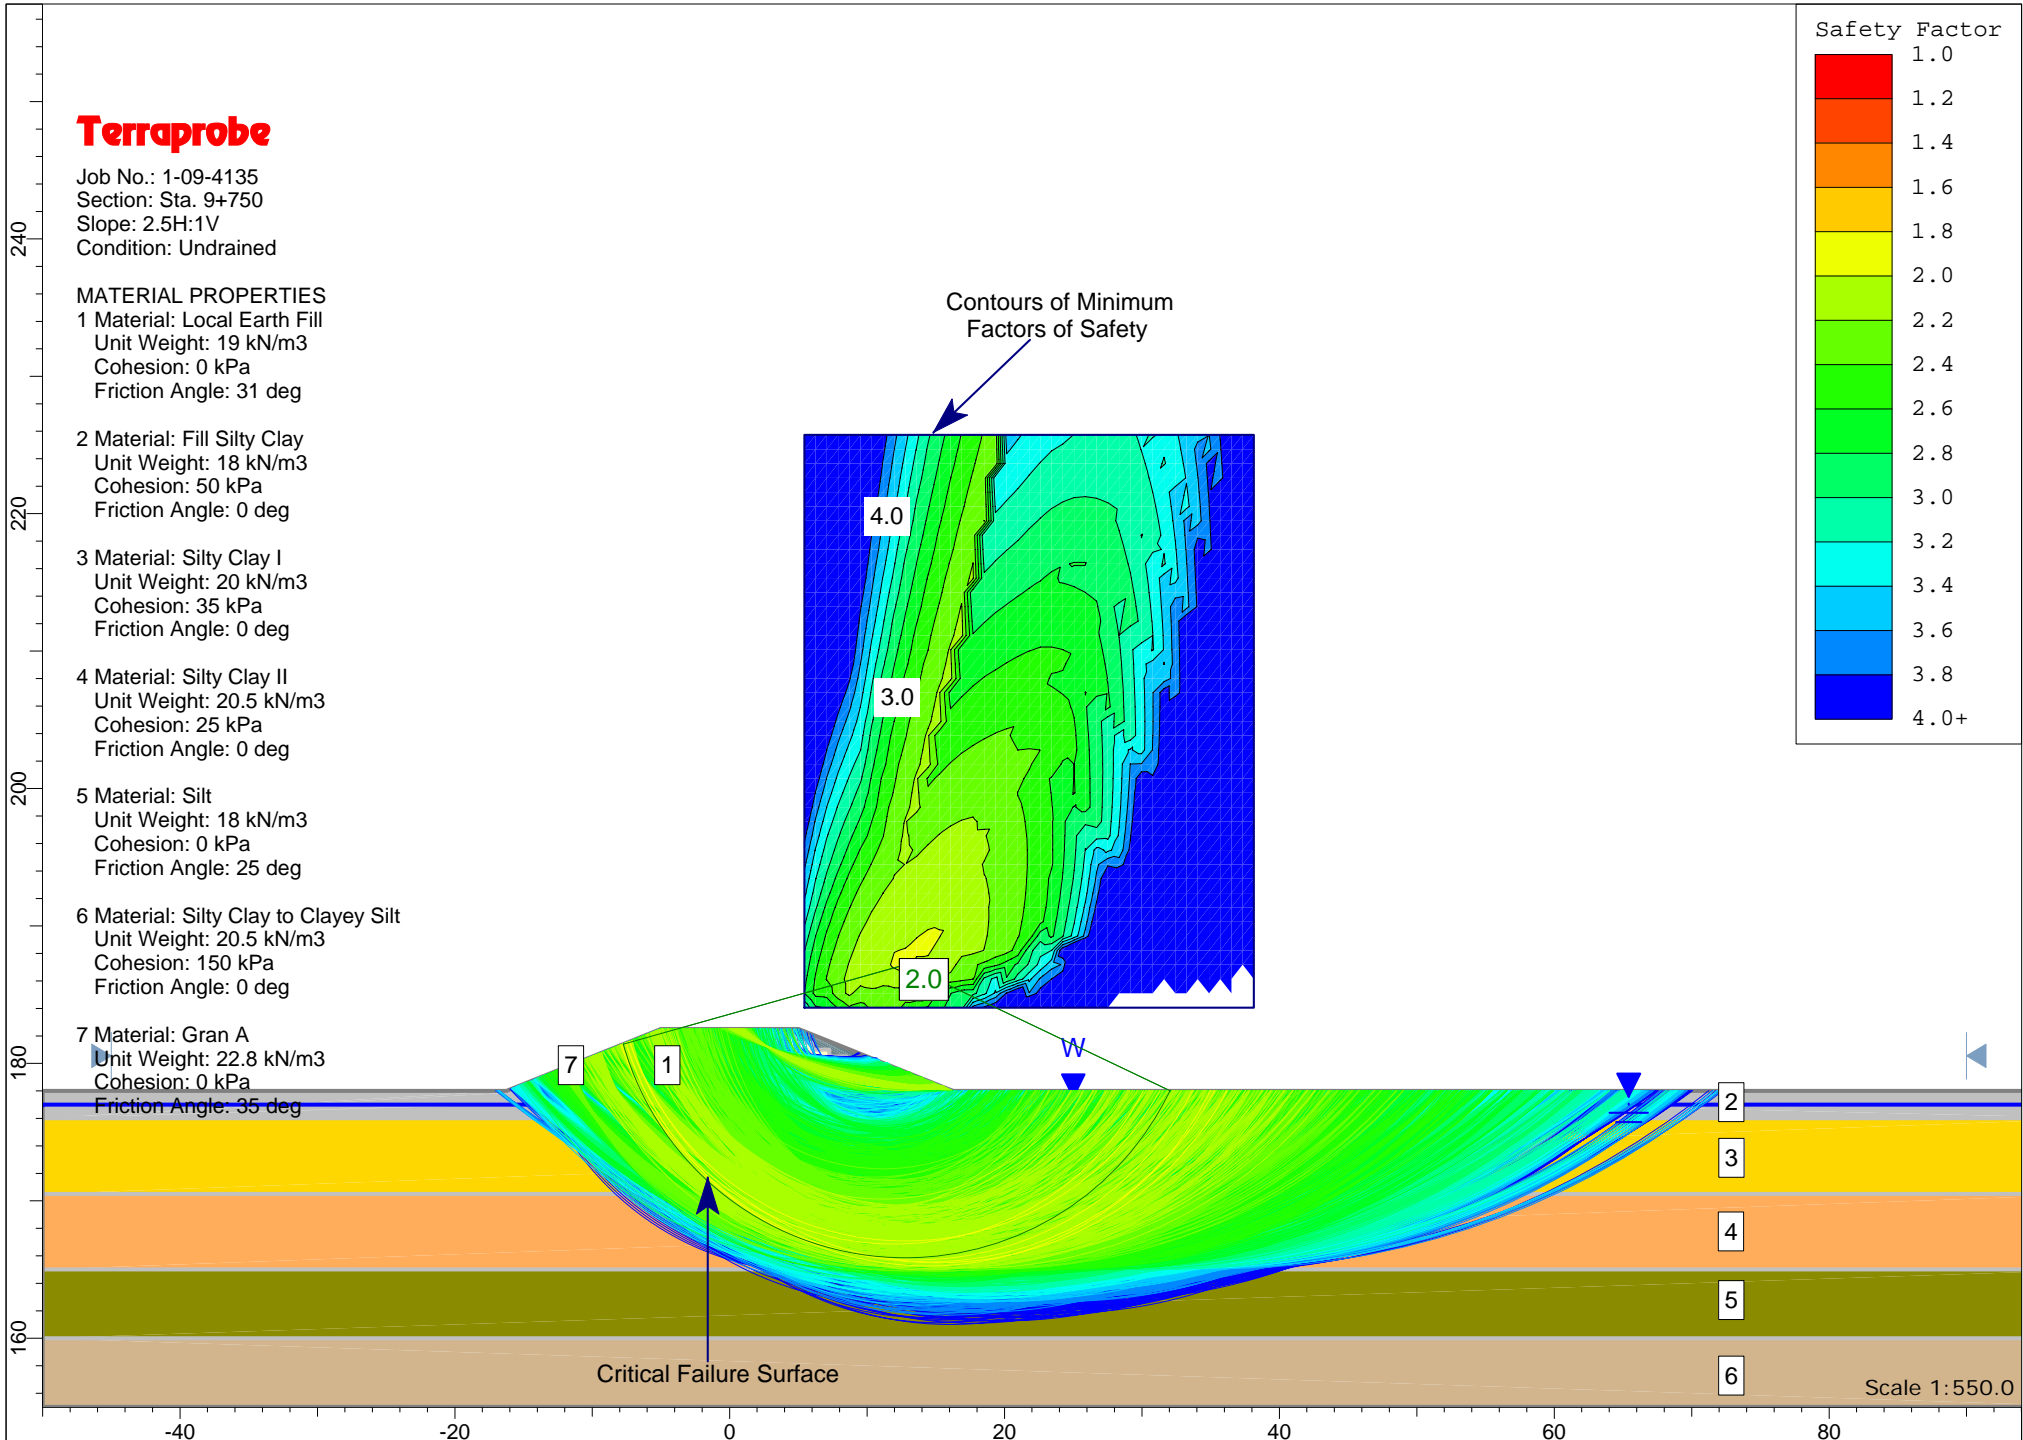 Terraprobe
Job No.: 1-09-4135
Section: Sta. 9+750
Slope: 2.5H:1V
Condition: Undrained
MATERIAL PROPERTIES
1 Material: Local Earth Fill
Unit Weight: 19 kN/m3
Cohesion: 0 kPa
Friction Angle: 31 deg
2 Material: Fill Silty Clay
Unit Weight: 18 kN/m3
Cohesion: 50 kPa
Friction Angle: 0 deg
3 Material: Silty Clay I
Unit Weight: 20 kN/m3
Cohesion: 35 kPa
Friction Angle: 0 deg
4 Material: Silty Clay II
Unit Weight: 20.5 kN/m3
Cohesion: 25 kPa
Friction Angle: 0 deg
5 Material: Silt
Unit Weight: 18 kN/m3
Cohesion: 0 kPa
Friction Angle: 25 deg
6 Material: Silty Clay to Clayey Silt
Unit Weight: 20.5 kN/m3
Cohesion: 150 kPa
Friction Angle: 0 deg
7 Material: Gran A
Unit Weight: 22.8 kN/m3
Cohesion: 0 kPa
Friction Angle: 35 deg
Contours of Minimum
Factors of Safety
4.0
3.0
2.0
Safety Factor
1.0
1.2
1.4
1.6
1.8
2.0
2.2
2.4
2.6
2.8
3.0
3.2
3.4
3.6
3.8
4.0+
W
7
1
2
3
4
5
6
Critical Failure Surface
Scale 1:550.0
240
220
200
180
160
-40
-20
0
20
40
60
80